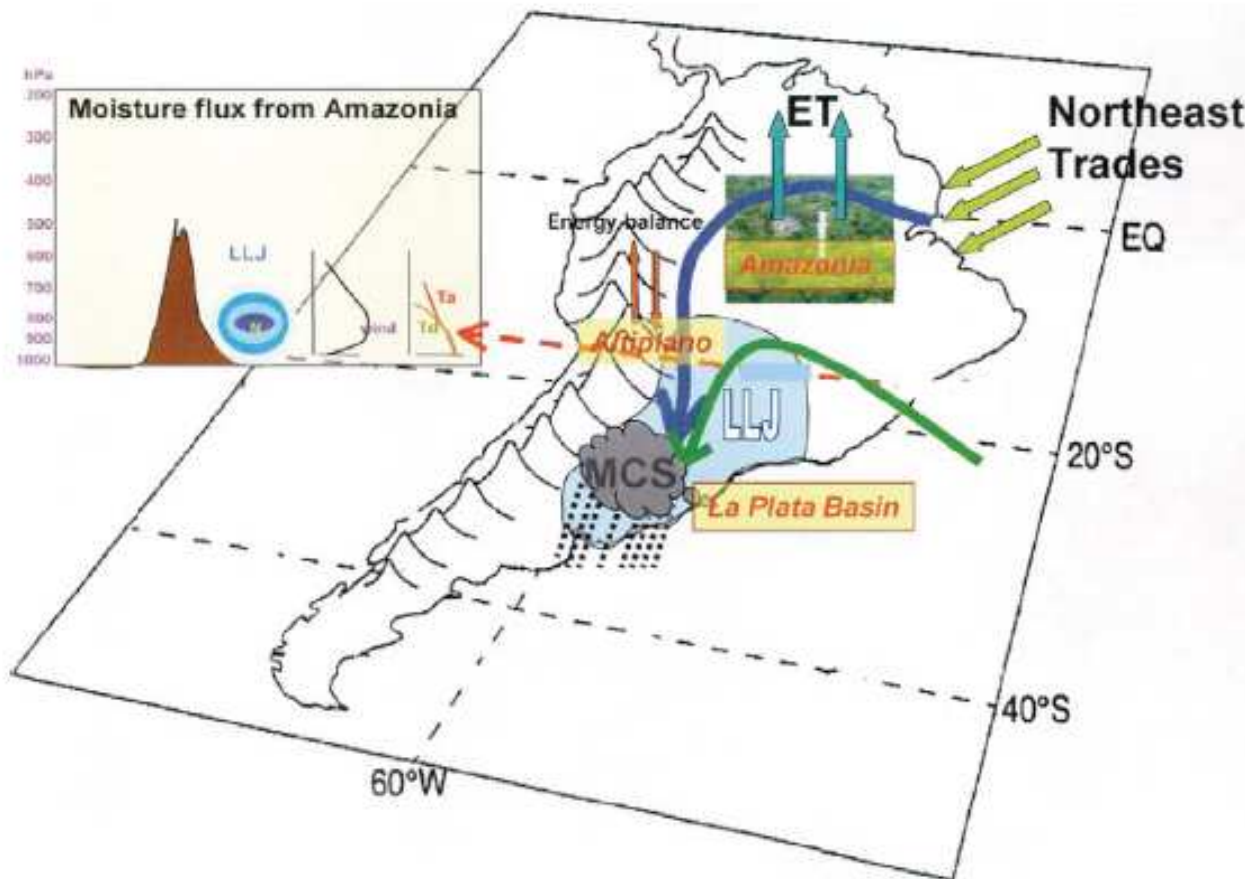 hPa
200
Moisture flux from Amazonia
300
400
500
600
700
800
900
1000
LLJ
wind
Ta
Td
ET
Northeast
Trades
Energy balance
EQ
Amazonia
Altiplano
LLJ
MCS
20°S
La Plata Basin
40°S
60°W